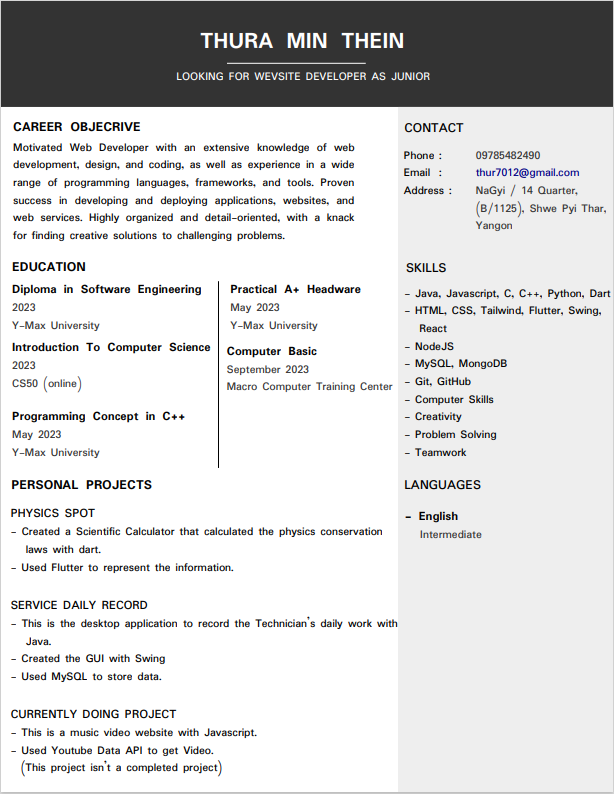 THURA MIN THEIN
LOOKING FOR WEVSITE DEVELOPER AS JUNIOR
CAREER OBJECRIVE
Motivated Web Developer with an extensive knowledge of web
development, design, and coding, as well as experience in a wide
range of programming languages, frameworks, and tools. Proven
success in developing and deploying applications, websites, and
web services. Highly organized and detail-oriented, with a knack
for finding creative solutions to challenging problems.
EDUCATION
Diploma in Software Engineering
2023
Y-Max University
Introduction To Computer Science
2023
CS50 (online)
Programming Concept in C++
May 2023
Y-Max University
Practical A+ Headware
May 2023
Y-Max University
Computer Basic
September 2023
Macro Computer Training Center
PERSONAL PROJECTS
PHYSICS SPOT
- Created a Scientific Calculator that calculated the physics conservation
laws with dart.
- Used Flutter to represent the information.
SERVICE DAILY RECORD
- This is the desktop application to record the Technician's daily work with
Java.
- Created the GUI with Swing
- Used MySQL to store data.
CURRENTLY DOING PROJECT
- This is a music video website with Javascript.
- Used Youtube Data API to get Video.
(This project isn't a completed project)
CONTACT
Phone : 09785482490
Email : thur7012@gmail.com
Address : NaGyi / 14 Quarter,
(B/1125), Shwe Pyi Thar,
Yangon
SKILLS
- Java, Javascript, C, C++, Python, Dart
- HTML, CSS, Tailwind, Flutter, Swing,
React
- NodeJS
- MySQL, MongoDB
- Git, GitHub
- Computer Skills
- Creativity
- Problem Solving
- Teamwork
LANGUAGES
- English
Intermediate